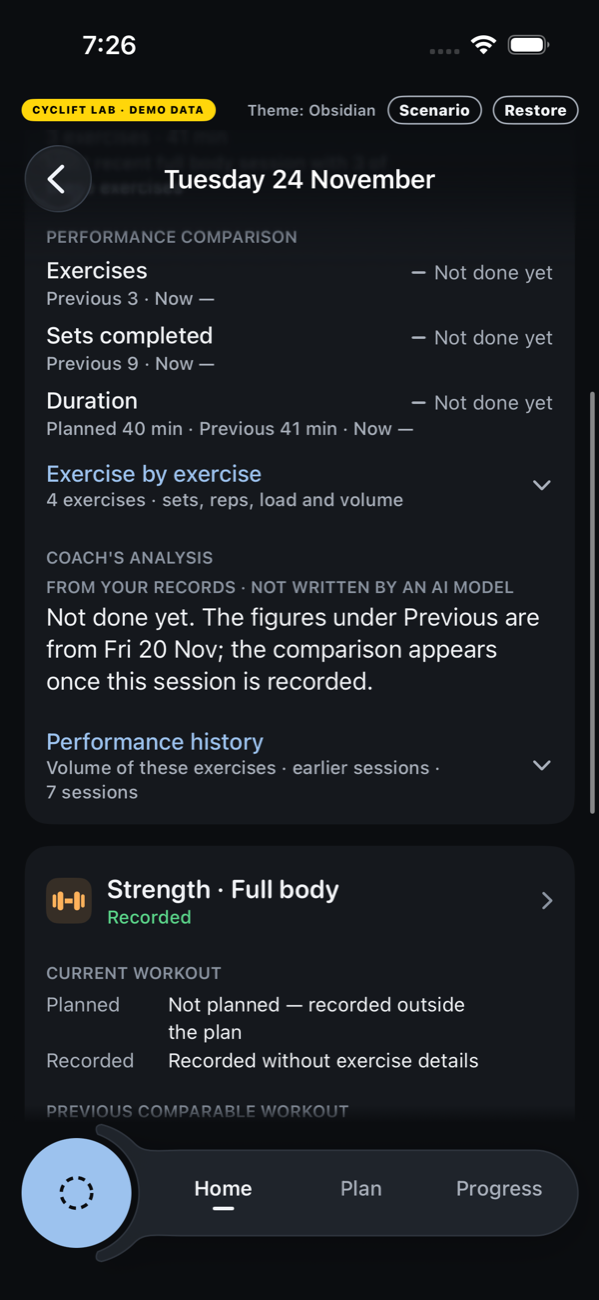 7:26
CYCLIFT LAB · DEMO DATA
Theme: Obsidian
Scenario
Restore
Tuesday 24 November
PERFORMANCE COMPARISON
Exercises
— Not done yet
Previous 3 · Now —
Sets completed
— Not done yet
Previous 9 · Now —
Duration
— Not done yet
Planned 40 min · Previous 41 min · Now —
Exercise by exercise
4 exercises · sets, reps, load and volume
COACH'S ANALYSIS
FROM YOUR RECORDS · NOT WRITTEN BY AN AI MODEL
Not done yet. The figures under Previous are
from Fri 20 Nov; the comparison appears
once this session is recorded.
Performance history
Volume of these exercises · earlier sessions ·
7 sessions
Strength · Full body
Recorded
CURRENT WORKOUT
Planned
Not planned — recorded outside
the plan
Recorded
Recorded without exercise details
PREVIOUS COMPARABLE WORKOUT
Home
Plan
Progress